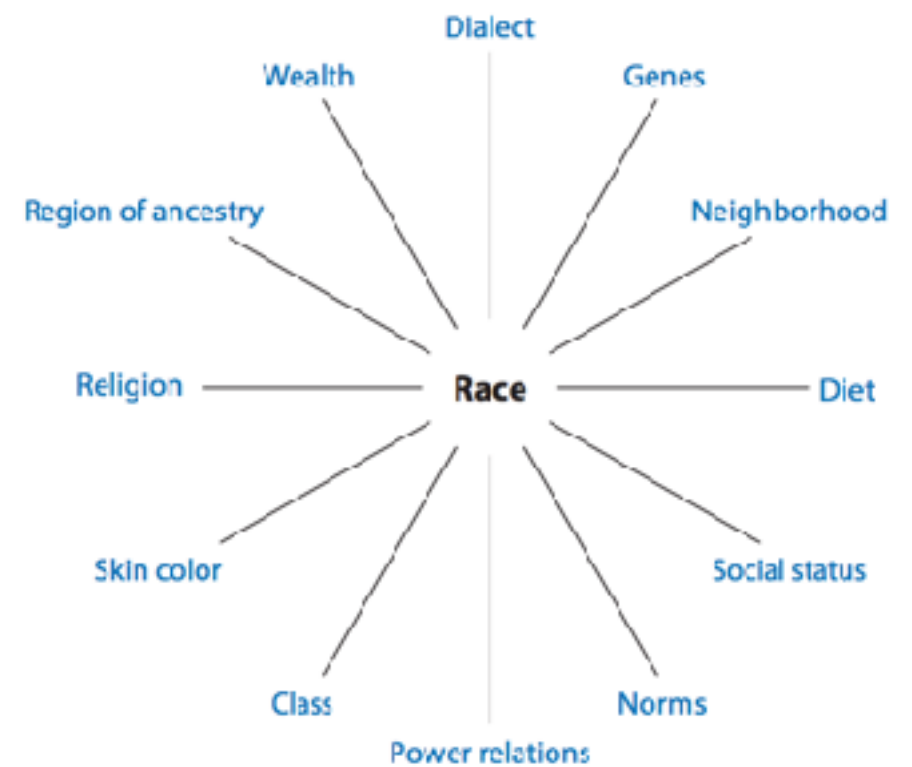 Dialect
Wealth
Genes
Region of ancestry
Neighborhood
Religion
Race
Diet
Skin color
Social status
Class
Norms
Power relations